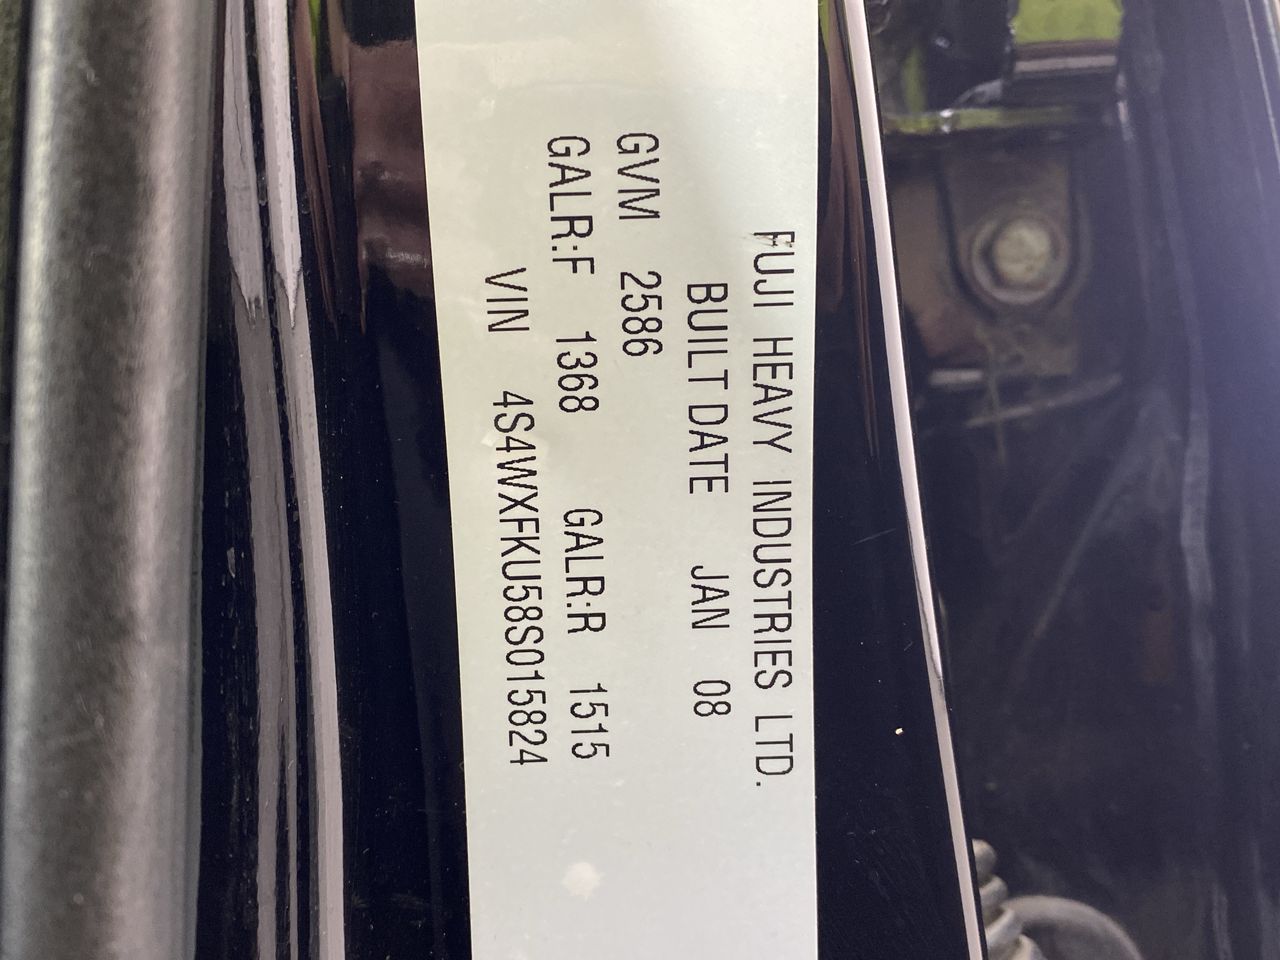 FUJI HEAVY INDUSTRIES LTD.
BUILT DATE JAN 08
GVM 2586
GALR:F 1368 GALR:R 1515
VIN 4S4WXFKU58S015824